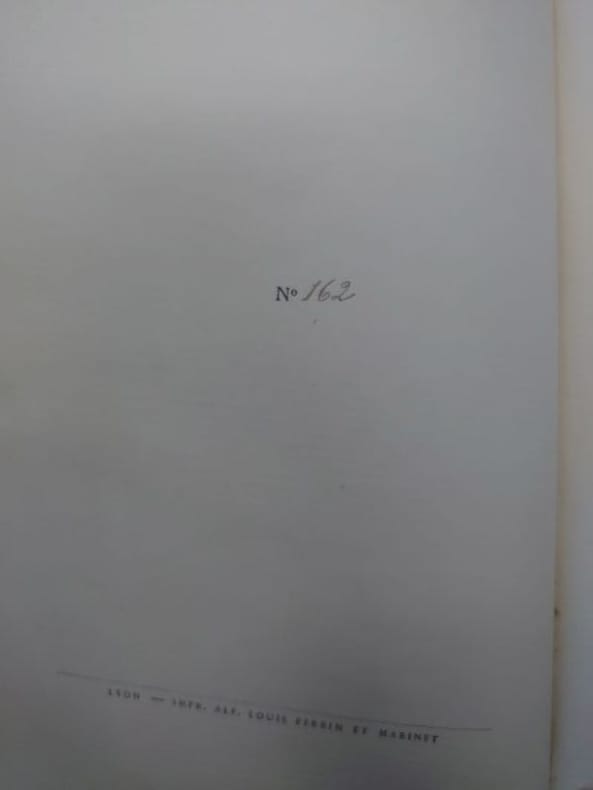 Nº 162
LYON — IMPR. ALF. LOUIS PERRIN ET MARINET